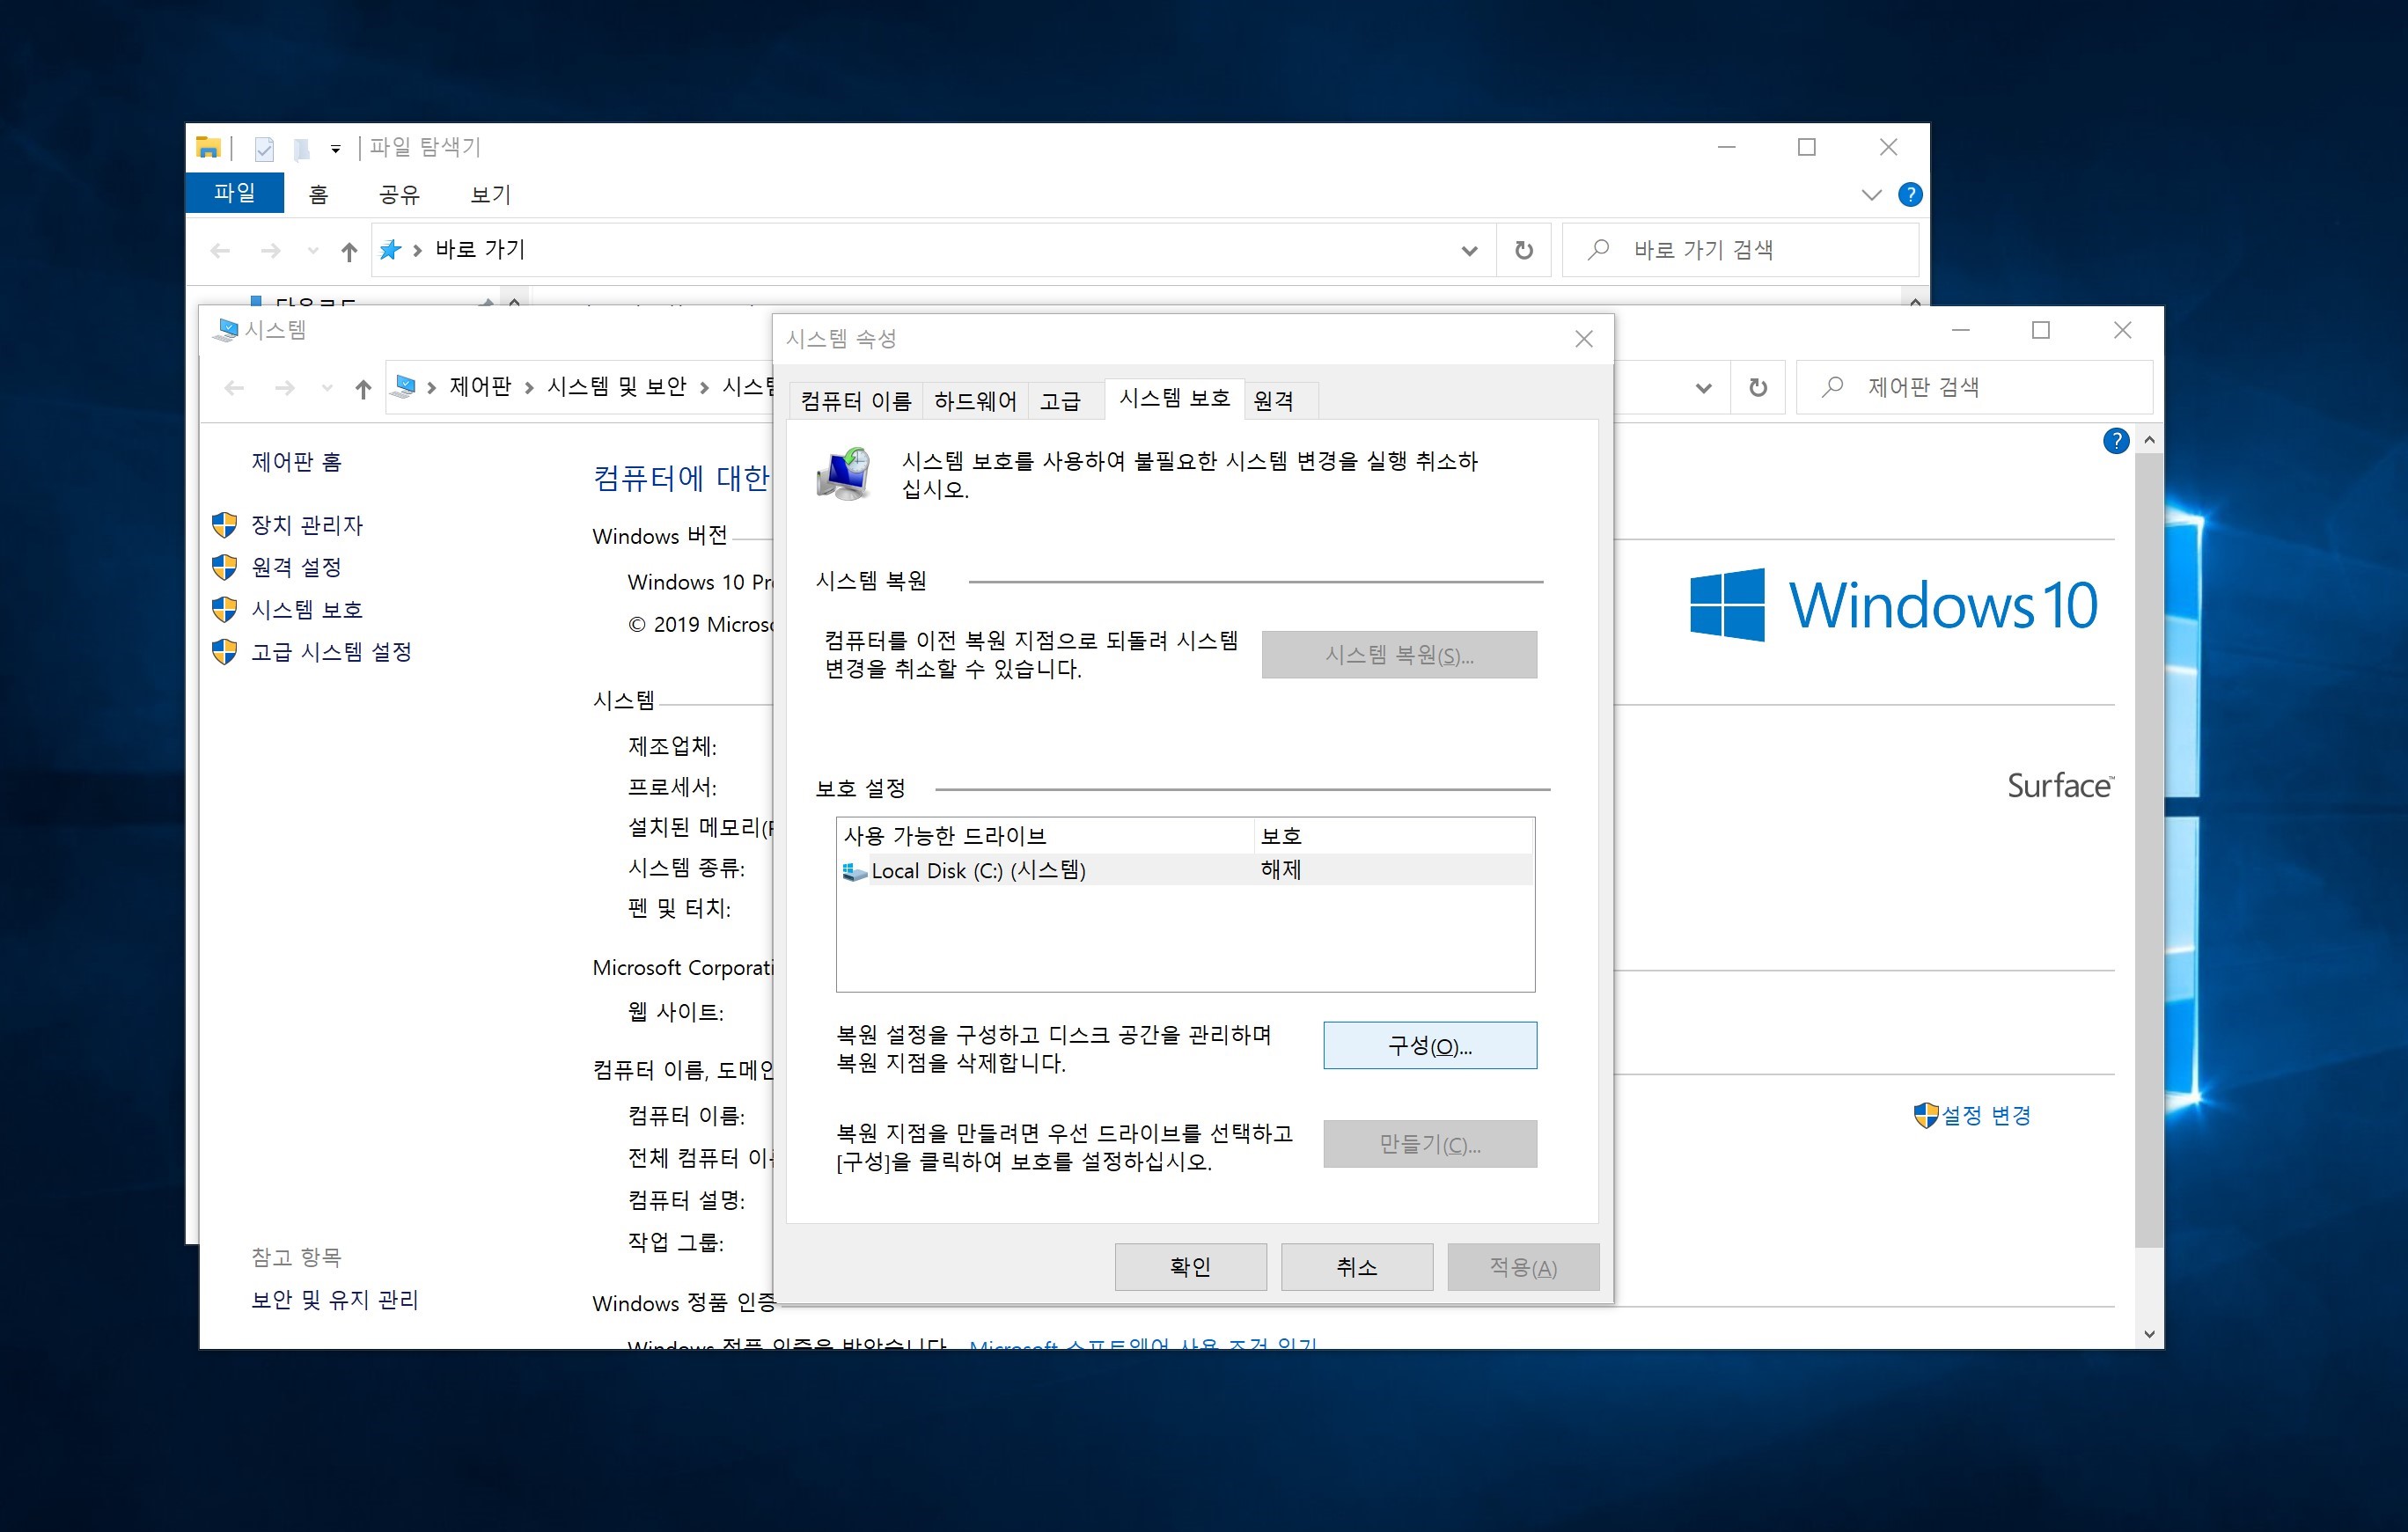 파일 탐색기
파일 홈 공유 보기
바로 가기
바로 가기 검색
다운로드
시스템
제어판 시스템 및 보안
제어판 검색
제어판 홈
장치 관리자
원격 설정
시스템 보호
고급 시스템 설정
참고 항목
보안 및 유지 관리
컴퓨터에 대한
Windows 버전
Windows 10
© 2019
시스템
제조업체:
프로세서:
설치된 메모리
시스템 종류:
펜 및 터치:
Microsoft
웹 사이트:
컴퓨터 이름,
컴퓨터 이름:
전체 컴퓨터
컴퓨터 설명:
작업 그룹:
Windows 정품 인증
Windows 정품 인증을 받았습니다.
Microsoft 소프트웨어 사용 조건 읽기
Windows 10
Surface™
설정 변경
시스템 속성
컴퓨터 이름 하드웨어 고급 시스템 보호 원격
시스템 보호를 사용하여 불필요한 시스템 변경을 실행 취소하
십시오.
시스템 복원
컴퓨터를 이전 복원 지점으로 되돌려 시스템
변경을 취소할 수 있습니다.
시스템 복원(S)...
보호 설정
사용 가능한 드라이브 보호
Local Disk (C:) (시스템) 해제
복원 설정을 구성하고 디스크 공간을 관리하며
복원 지점을 삭제합니다.
구성(O)...
복원 지점을 만들려면 우선 드라이브를 선택하고
[구성]을 클릭하여 보호를 설정하십시오.
만들기(C)...
확인 취소 적용(A)